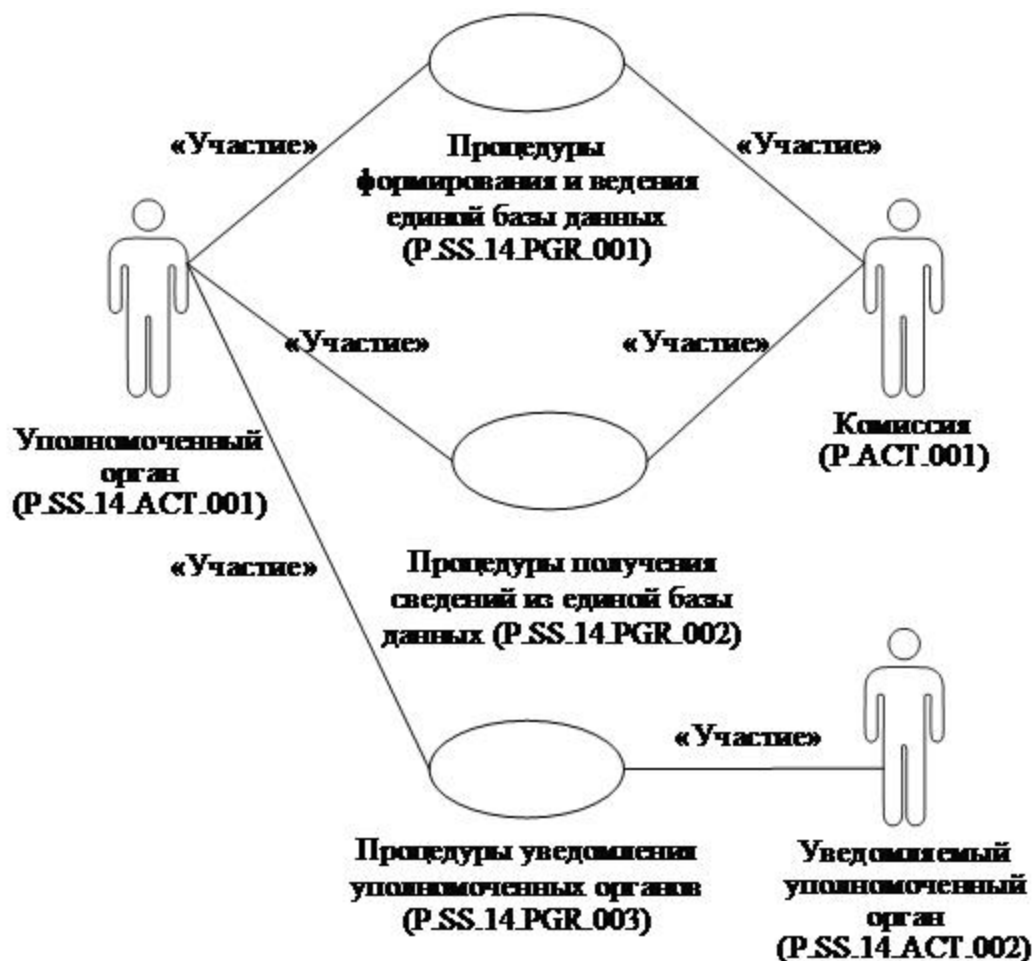 «Участие»
«Участие»
Процедуры
формирования и ведения
единой базы данных
(P.SS.14.PGR.001)
«Участие»
«Участие»
Уполномоченный
орган
(P.SS.14.ACT.001)
Комиссия
(P.ACT.001)
«Участие»
Процедуры получения
сведений из единой базы
данных (P.SS.14.PGR.002)
«Участие»
Процедуры уведомления
уполномоченных органов
(P.SS.14.PGR.003)
Уведомляемый
уполномоченный
орган
(P.SS.14.ACT.002)